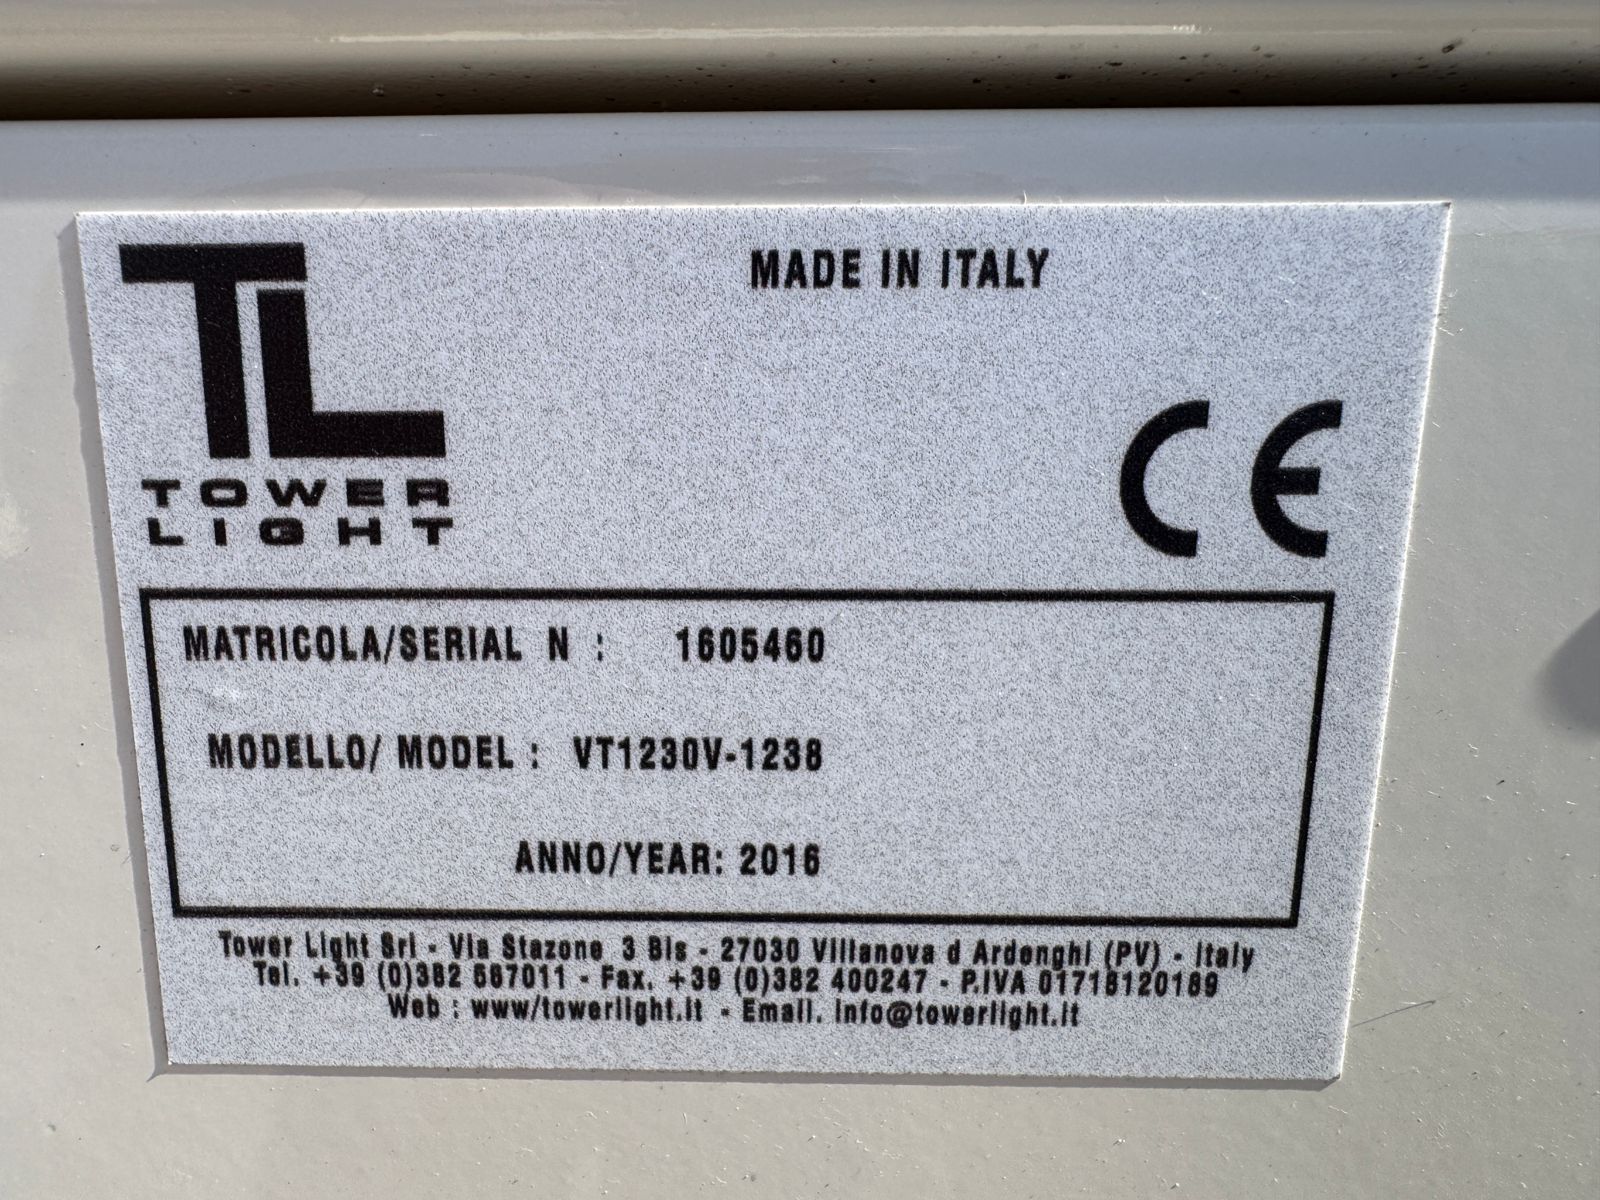 MADE IN ITALY
TL
TOWER
LIGHT
CE
MATRICOLA/SERIAL N : 1605460
MODELLO/ MODEL : VT1230V-1238
ANNO/YEAR: 2016
Tower Light Srl - Via Stazone 3 Bis - 27030 Villanova d Ardenghi (PV) - Italy
Tel. +39 (0)382 567011 - Fax. +39 (0)382 400247 - P.IVA 01718120189
Web : www/towerlight.it - Email. info@towerlight.it